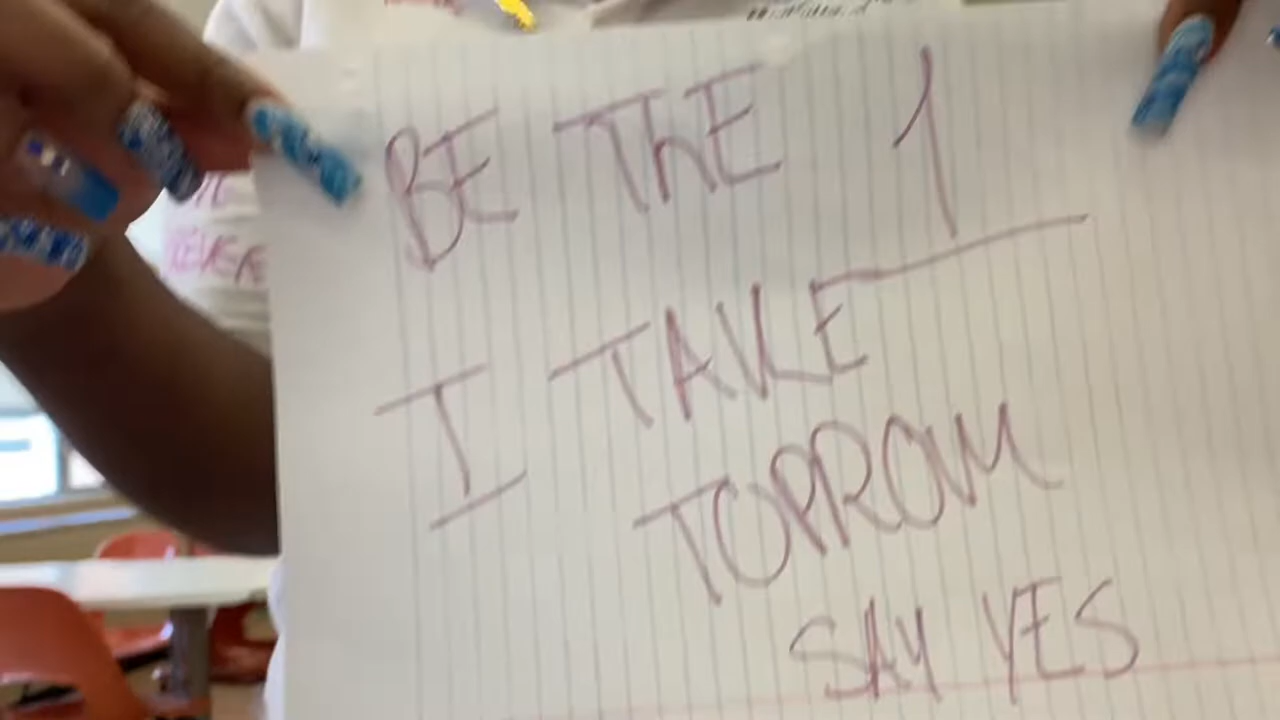 BE ThE 1
I TAKE
TOPROM
SAY YES